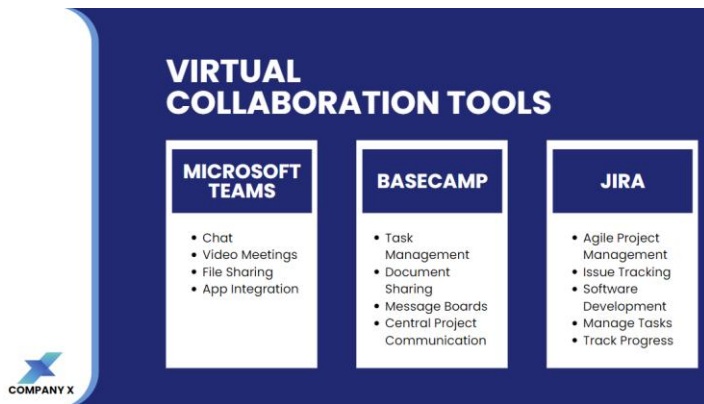 VIRTUAL
COLLABORATION TOOLS
MICROSOFT
TEAMS
• Chat
• Video Meetings
• File Sharing
• App Integration
BASECAMP
• Task
Management
• Document
Sharing
• Message Boards
• Central Project
Communication
JIRA
• Agile Project
Management
• Issue Tracking
• Software
Development
• Manage Tasks
• Track Progress
COMPANY X